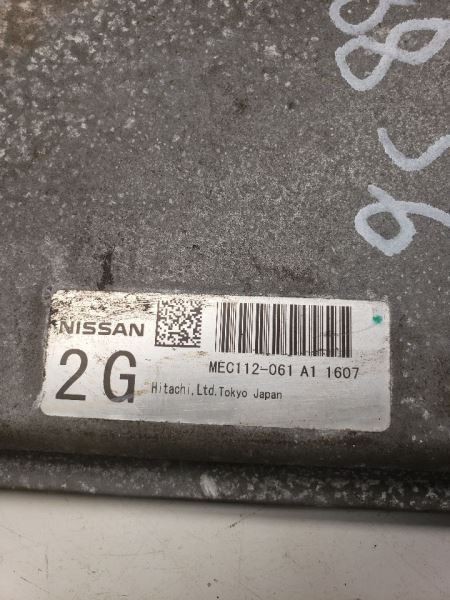 NISSAN
2G
MEC112-061 A1 1607
Hitachi,Ltd.Tokyo Japan